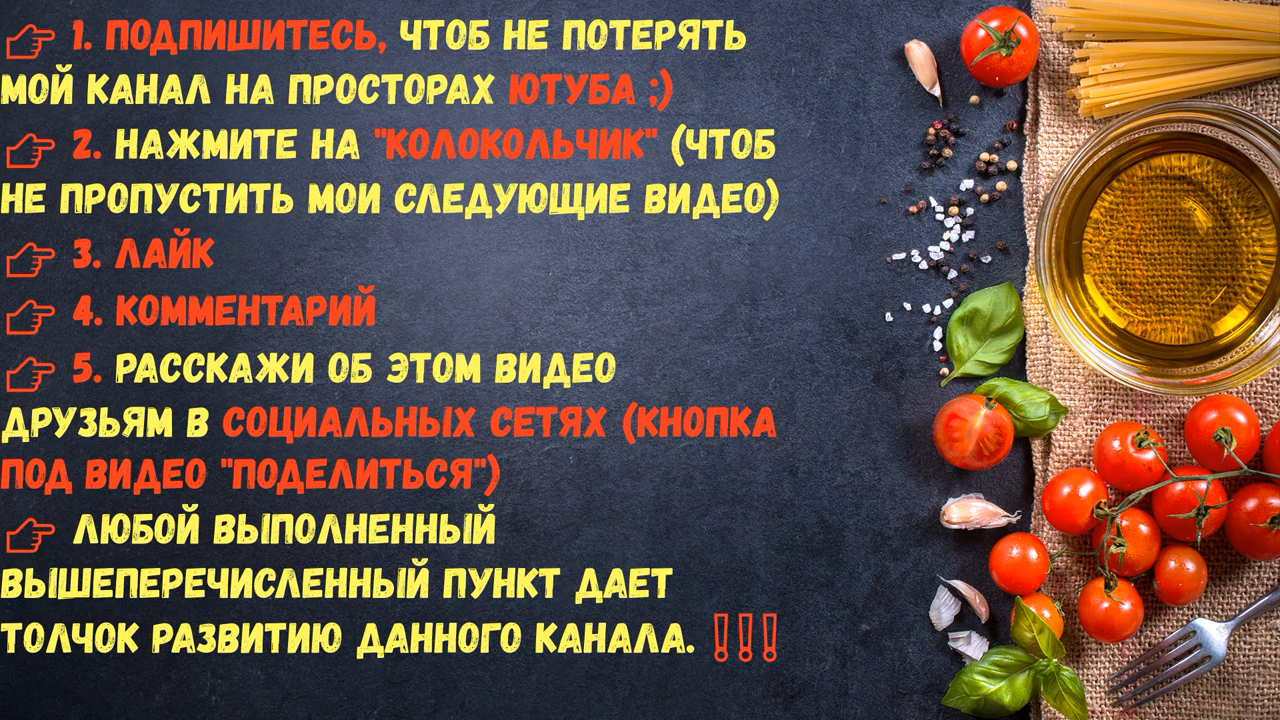 👉 1. ПОДПИШИТЕСЬ, ЧТОБ НЕ ПОТЕРЯТЬ
МОЙ КАНАЛ НА ПРОСТОРАХ ЮТУБА ;)
👉 2. НАЖМИТЕ НА "КОЛОКОЛЬЧИК" (ЧТОБ
НЕ ПРОПУСТИТЬ МОИ СЛЕДУЮЩИЕ ВИДЕО)
👉 3. ЛАЙК
👉 4. КОММЕНТАРИЙ
👉 5. РАССКАЖИ ОБ ЭТОМ ВИДЕО
ДРУЗЬЯМ В СОЦИАЛЬНЫХ СЕТЯХ (КНОПКА
ПОД ВИДЕО "ПОДЕЛИТЬСЯ")
👉 ЛЮБОЙ ВЫПОЛНЕННЫЙ
ВЫШЕПЕРЕЧИСЛЕННЫЙ ПУНКТ ДАЕТ
ТОЛЧОК РАЗВИТИЮ ДАННОГО КАНАЛА. !!!